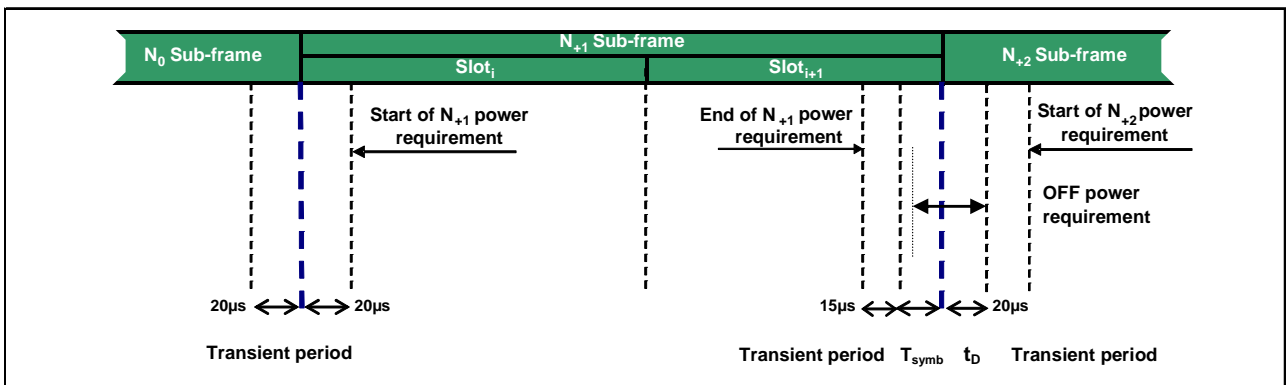 N0 Sub-frame
N+1 Sub-frame
N+2 Sub-frame
Sloti
Sloti+1
Start of N+1 power
requirement
End of N+1 power
requirement
Start of N+2 power
requirement
OFF power
requirement
20µs
20µs
15µs
20µs
Transient period
Transient period
Tsymb
tD
Transient period